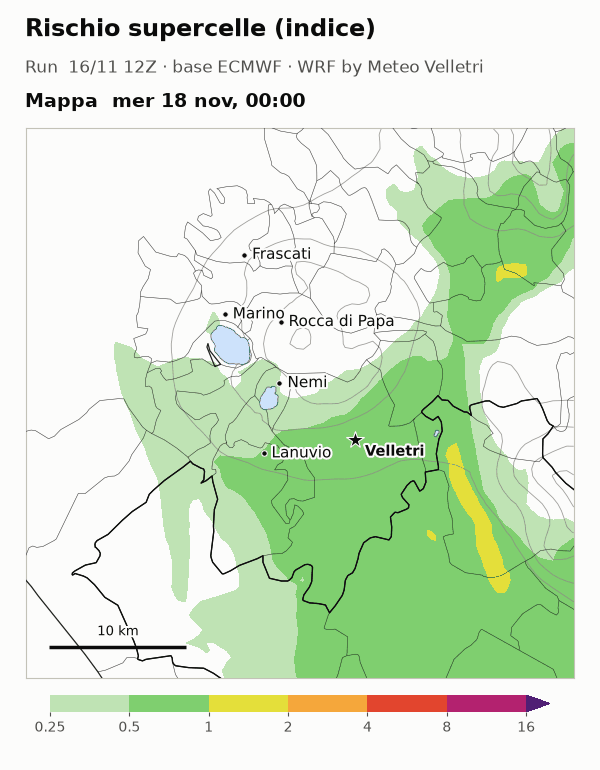 Rischio supercelle (indice)
Run  16/11 12Z · base ECMWF · WRF by Meteo Velletri
Mappa  mer 18 nov, 00:00
Frascati
Marino
Rocca di Papa
Nemi
Velletri
Lanuvio
10 km
0.25 0.5 1 2 4 8 16